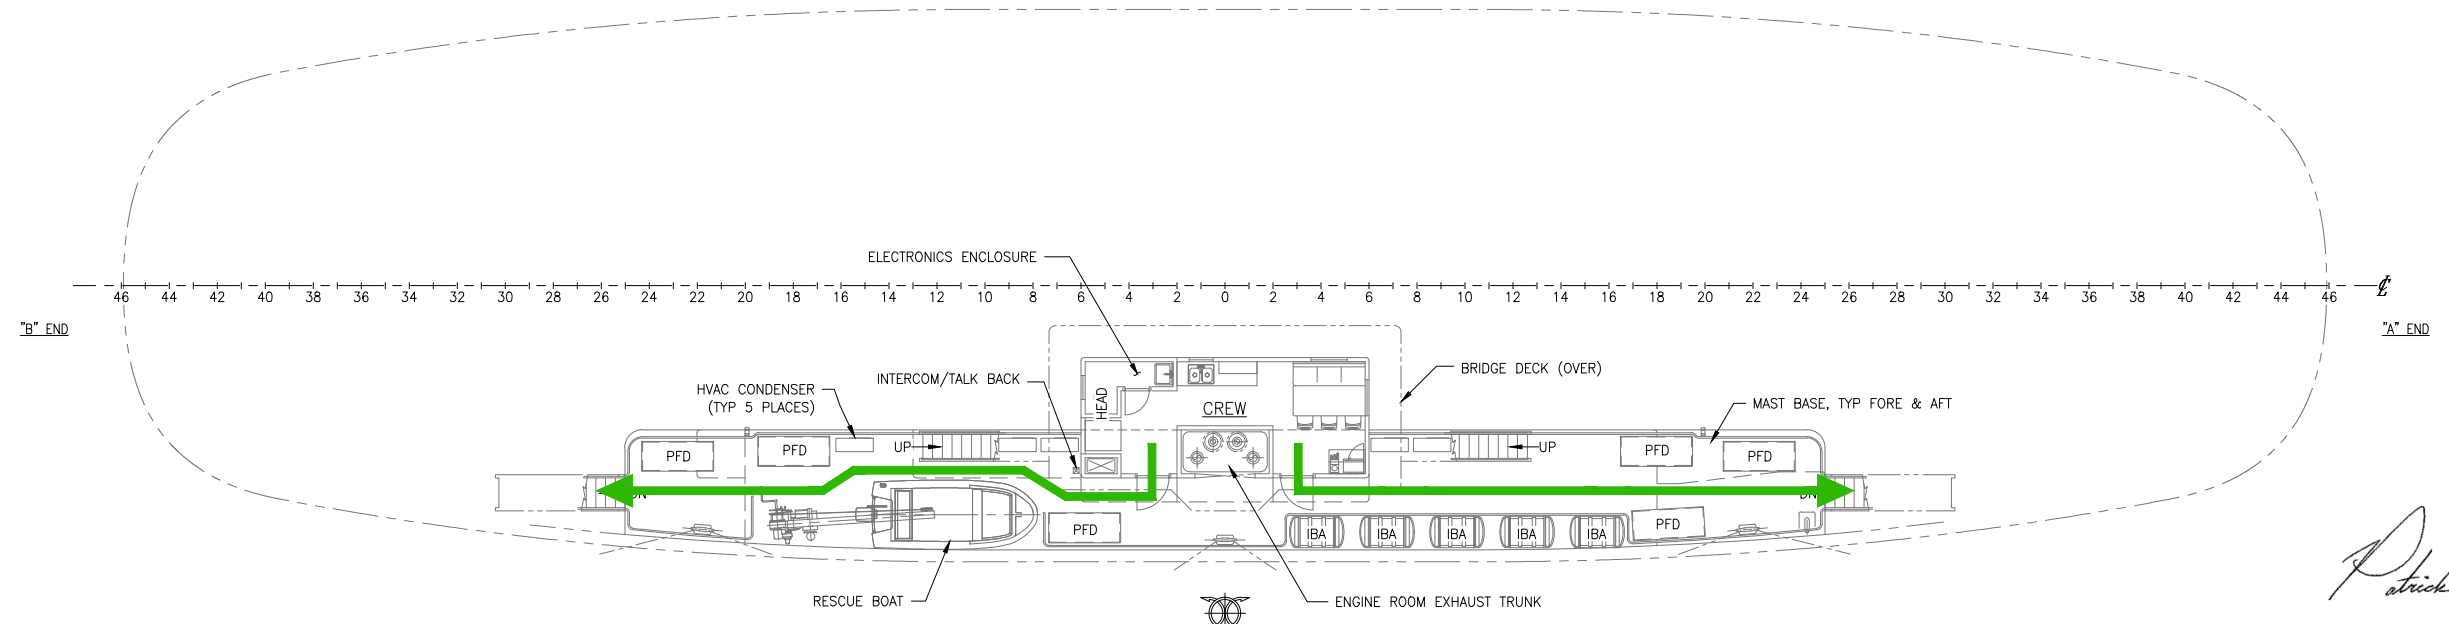 ELECTRONICS ENCLOSURE
46 44 42 40 38 36 34 32 30 28 26 24 22 20 18 16 14 12 10 8 6 4 2 0 2 4 6 8 10 12 14 16 18 20 22 24 26 28 30 32 34 36 38 40 42 44 46 ℄
"B" END
"A" END
BRIDGE DECK (OVER)
INTERCOM/TALK BACK
HVAC CONDENSER
(TYP 5 PLACES)
HEAD
CREW
MAST BASE, TYP FORE & AFT
UP
UP
PFD
PFD
PFD
PFD
DN
DN
PFD
PFD
IBA
IBA
IBA
IBA
IBA
RESCUE BOAT
ENGINE ROOM EXHAUST TRUNK
Patrick